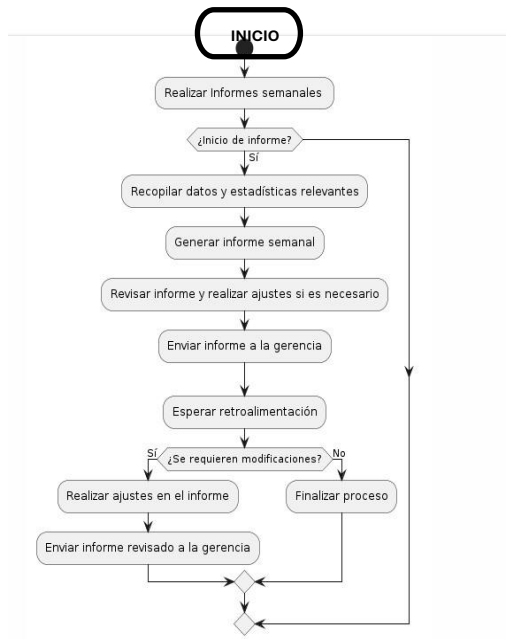 INICIO
Realizar Informes semanales
¿Inicio de informe?
Sí
Recopilar datos y estadísticas relevantes
Generar informe semanal
Revisar informe y realizar ajustes si es necesario
Enviar informe a la gerencia
Esperar retroalimentación
Sí
¿Se requieren modificaciones?
No
Realizar ajustes en el informe
Finalizar proceso
Enviar informe revisado a la gerencia